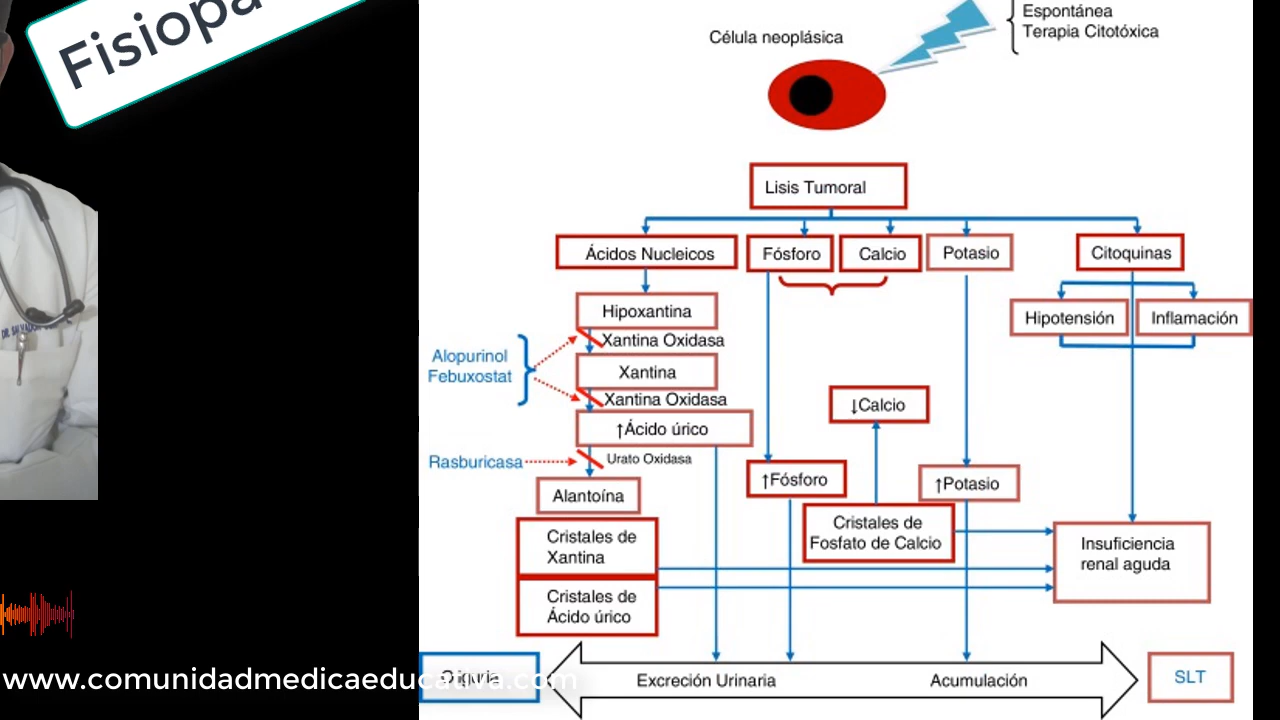 Fisiopa
Espontánea
Terapia Citotóxica
Célula neoplásica
Lisis Tumoral
Ácidos Nucleicos
Fósforo
Calcio
Potasio
Citoquinas
Hipoxantina
Hipotensión
Inflamación
Xantina Oxidasa
Alopurinol
Febuxostat
Xantina
Xantina Oxidasa
↓Calcio
↑Ácido úrico
Rasburicasa
Urato Oxidasa
↑Fósforo
↑Potasio
Alantoína
Cristales de
Xantina
Cristales de
Fosfato de Calcio
Insuficiencia
renal aguda
Cristales de
Ácido úrico
www.comunidadmedicaeducativa.com
Excreción Urinaria
Acumulación
SLT